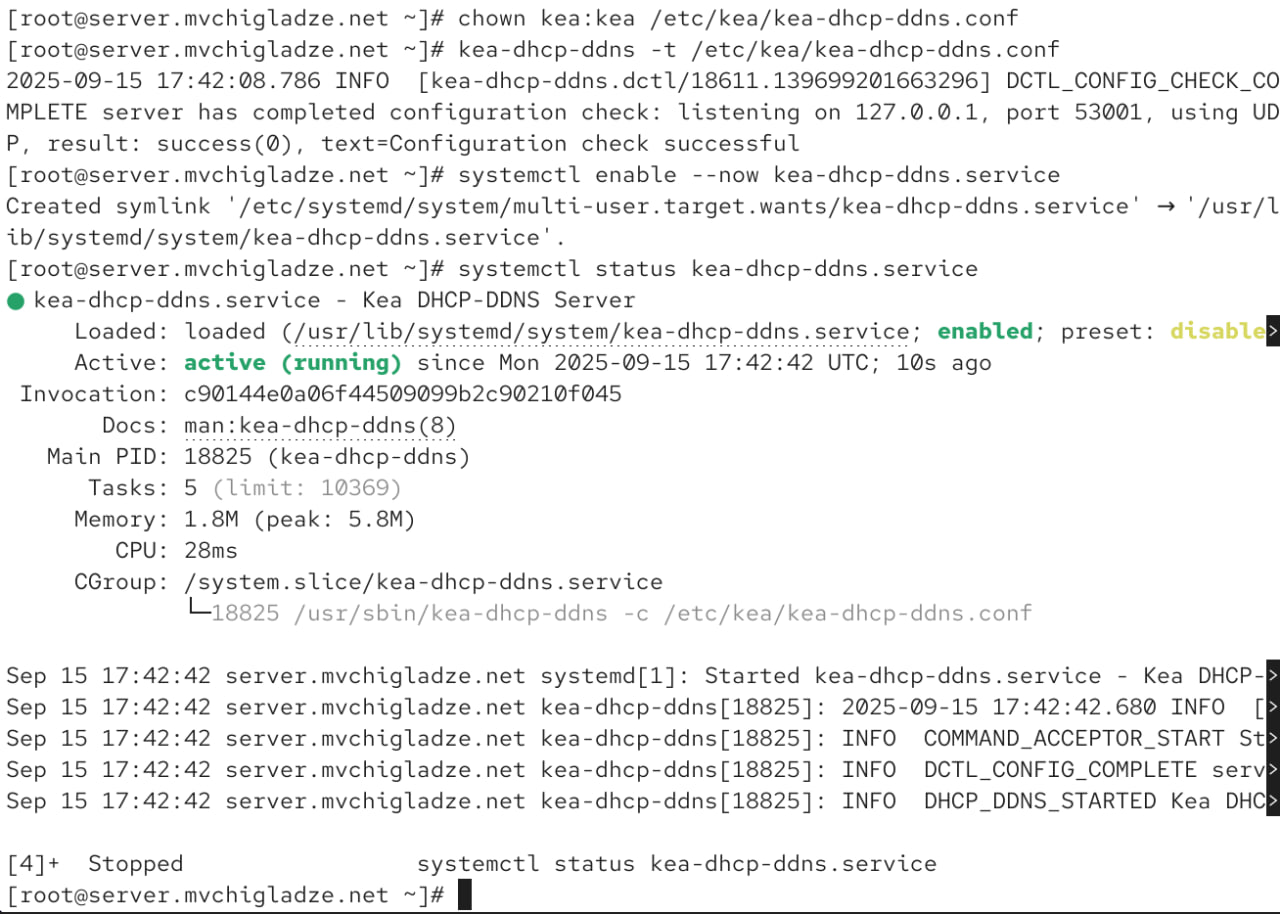 [root@server.mvchigladze.net ~]# chown kea:kea /etc/kea/kea-dhcp-ddns.conf
[root@server.mvchigladze.net ~]# kea-dhcp-ddns -t /etc/kea/kea-dhcp-ddns.conf
2025-09-15 17:42:08.786 INFO  [kea-dhcp-ddns.dctl/18611.139699201663296] DCTL_CONFIG_CHECK_CO
MPLETE server has completed configuration check: listening on 127.0.0.1, port 53001, using UD
P, result: success(0), text=Configuration check successful
[root@server.mvchigladze.net ~]# systemctl enable --now kea-dhcp-ddns.service
Created symlink '/etc/systemd/system/multi-user.target.wants/kea-dhcp-ddns.service' → '/usr/l
ib/systemd/system/kea-dhcp-ddns.service'.
[root@server.mvchigladze.net ~]# systemctl status kea-dhcp-ddns.service
● kea-dhcp-ddns.service - Kea DHCP-DDNS Server
     Loaded: loaded (/usr/lib/systemd/system/kea-dhcp-ddns.service; enabled; preset: disable>
     Active: active (running) since Mon 2025-09-15 17:42:42 UTC; 10s ago
 Invocation: c90144e0a06f44509099b2c90210f045
       Docs: man:kea-dhcp-ddns(8)
   Main PID: 18825 (kea-dhcp-ddns)
      Tasks: 5 (limit: 10369)
     Memory: 1.8M (peak: 5.8M)
        CPU: 28ms
     CGroup: /system.slice/kea-dhcp-ddns.service
             └─18825 /usr/sbin/kea-dhcp-ddns -c /etc/kea/kea-dhcp-ddns.conf
Sep 15 17:42:42 server.mvchigladze.net systemd[1]: Started kea-dhcp-ddns.service - Kea DHCP->
Sep 15 17:42:42 server.mvchigladze.net kea-dhcp-ddns[18825]: 2025-09-15 17:42:42.680 INFO  [>
Sep 15 17:42:42 server.mvchigladze.net kea-dhcp-ddns[18825]: INFO  COMMAND_ACCEPTOR_START St>
Sep 15 17:42:42 server.mvchigladze.net kea-dhcp-ddns[18825]: INFO  DCTL_CONFIG_COMPLETE serv>
Sep 15 17:42:42 server.mvchigladze.net kea-dhcp-ddns[18825]: INFO  DHCP_DDNS_STARTED Kea DHC>
[4]+  Stopped                 systemctl status kea-dhcp-ddns.service
[root@server.mvchigladze.net ~]#